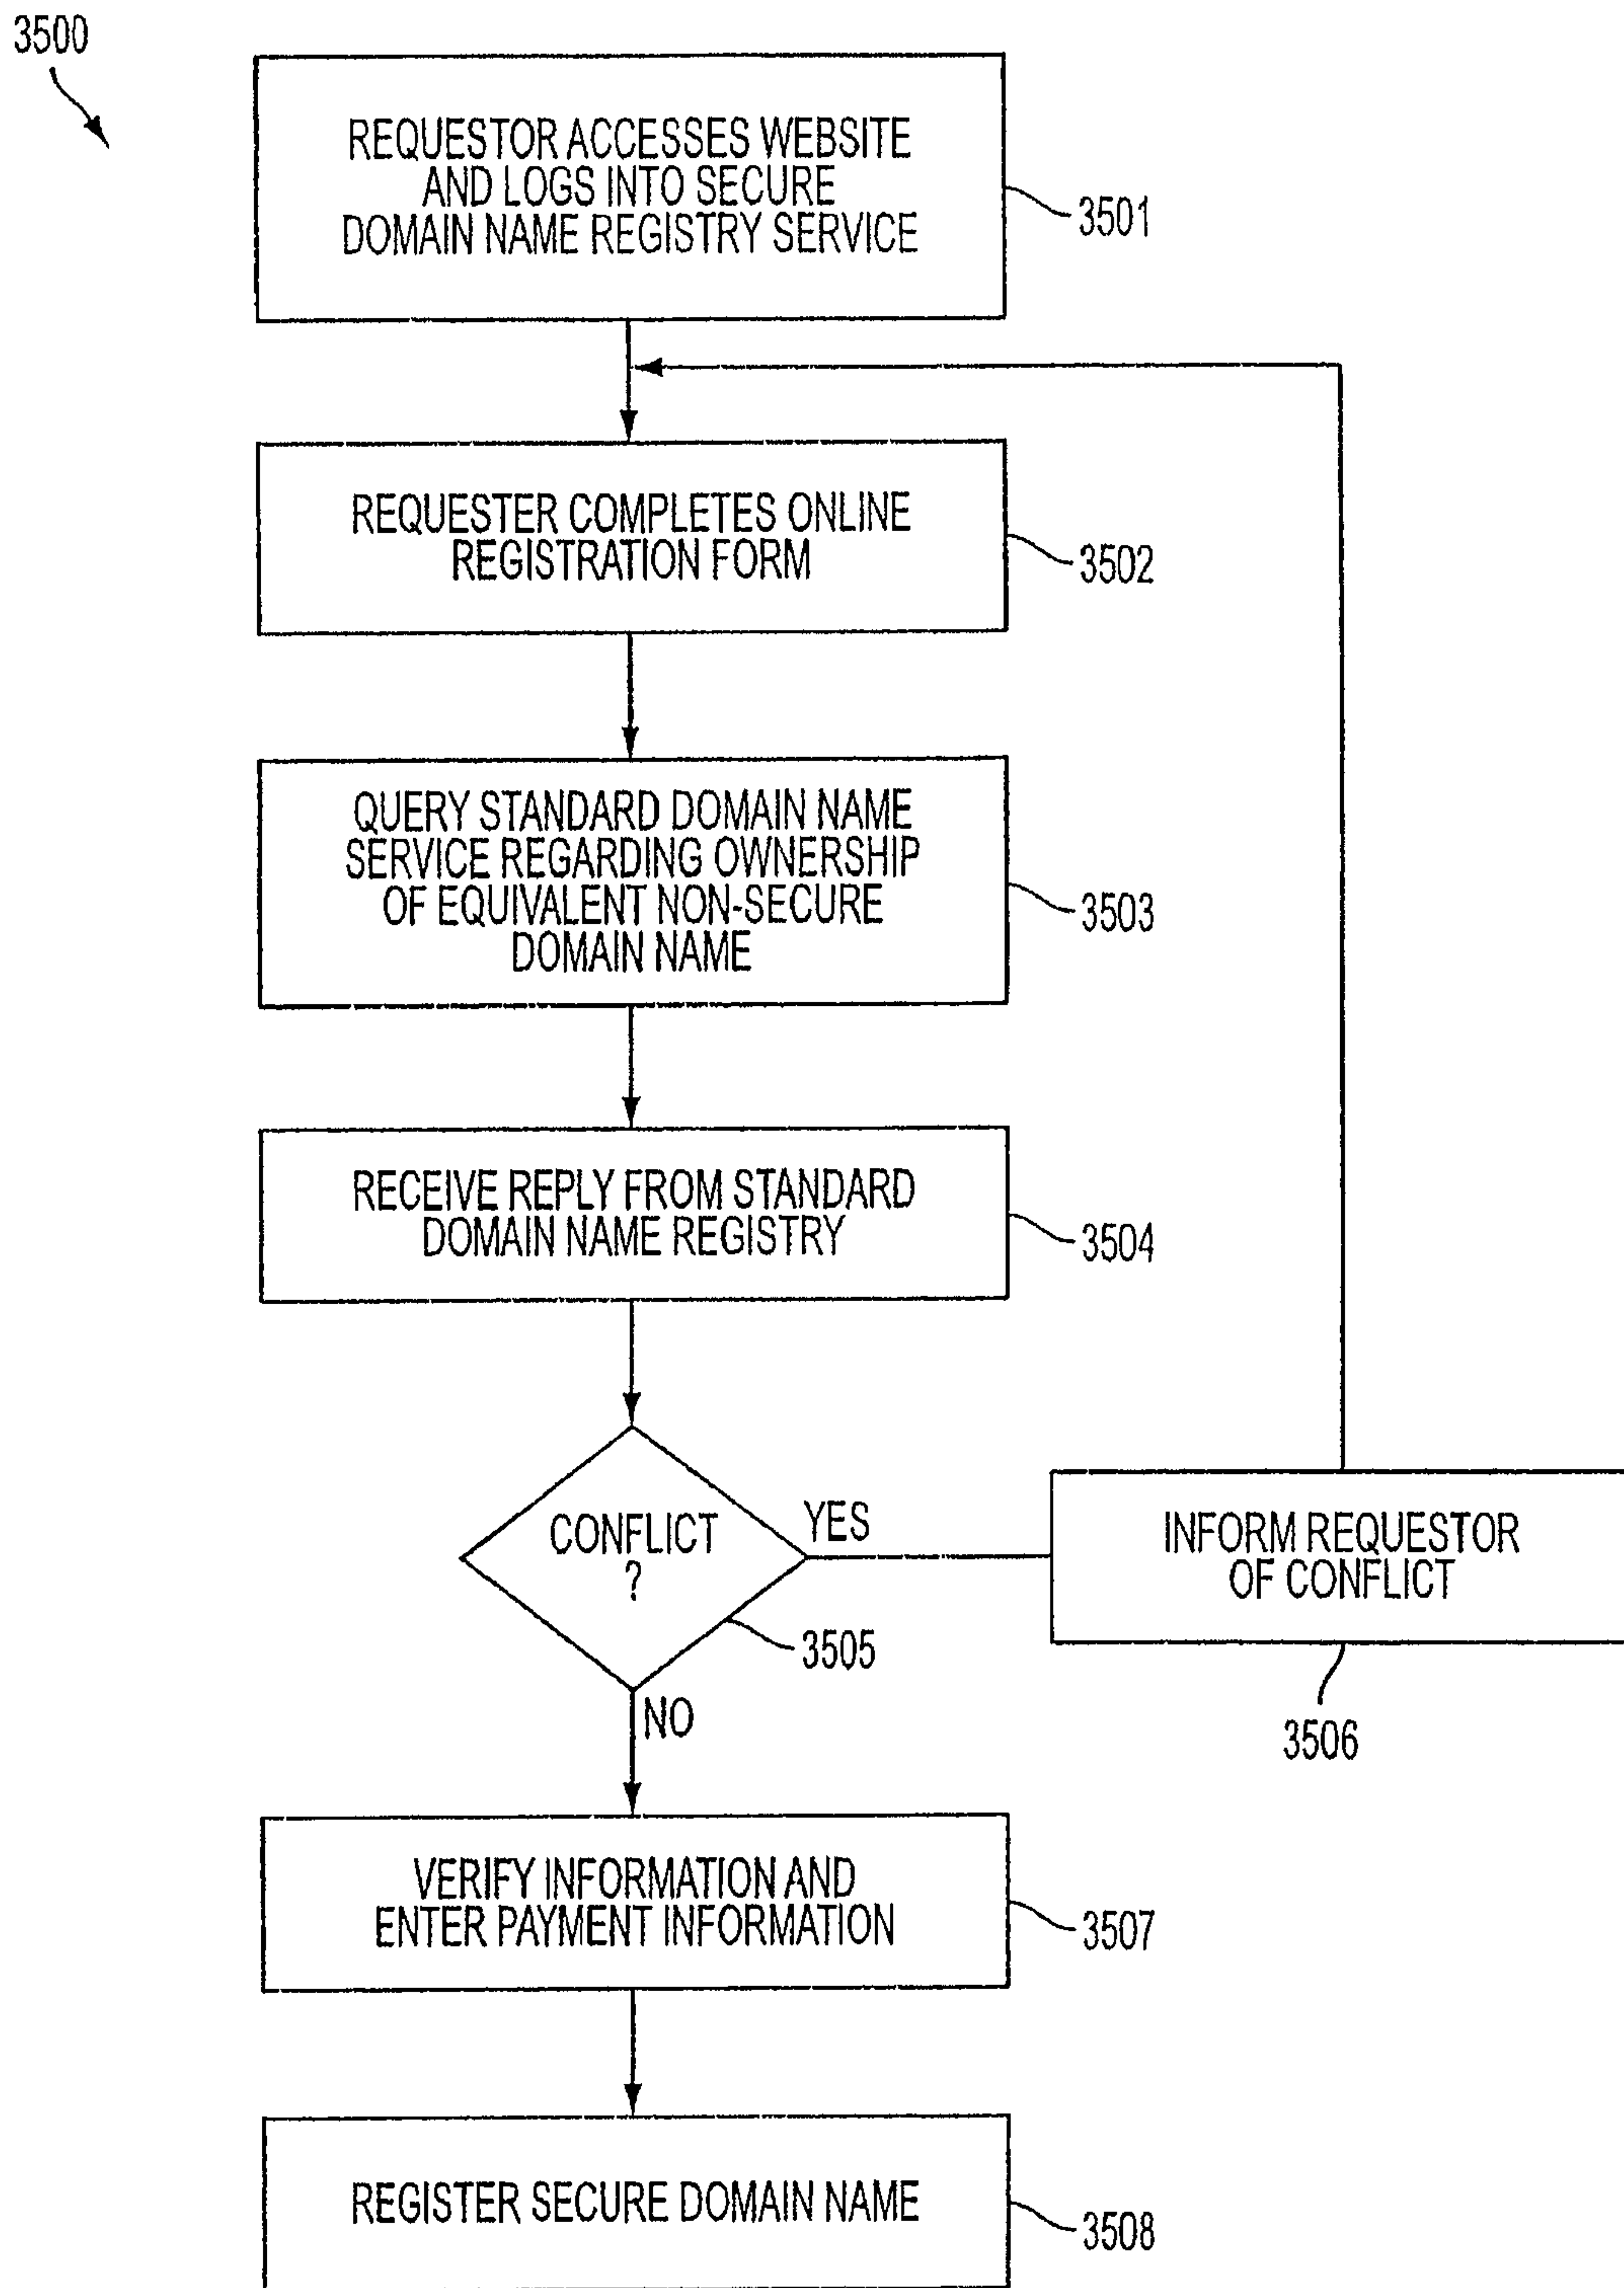 3500
REQUESTOR ACCESSES WEBSITE
AND LOGS INTO SECURE
DOMAIN NAME REGISTRY SERVICE
3501
REQUESTER COMPLETES ONLINE
REGISTRATION FORM
3502
QUERY STANDARD DOMAIN NAME
SERVICE REGARDING OWNERSHIP
OF EQUIVALENT NON-SECURE
DOMAIN NAME
3503
RECEIVE REPLY FROM STANDARD
DOMAIN NAME REGISTRY
3504
CONFLICT
?
YES
3505
NO
INFORM REQUESTOR
OF CONFLICT
3506
VERIFY INFORMATION AND
ENTER PAYMENT INFORMATION
3507
REGISTER SECURE DOMAIN NAME
3508